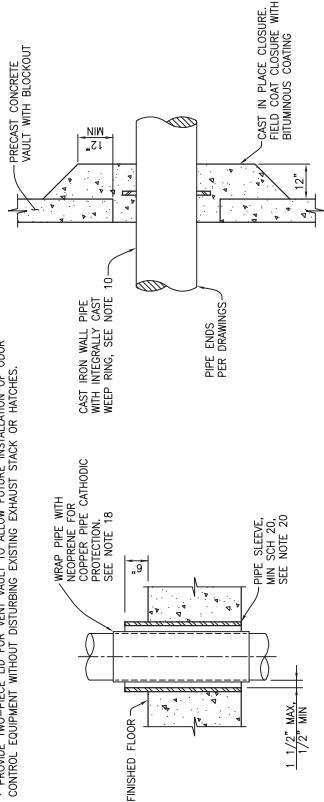 PROVIDE TWO-PIECE LID FOR VENT VAULT TO ALLOW FUTURE INSTALLATION OF ODOR
CONTROL EQUIPMENT WITHOUT DISTURBING EXISTING EXHAUST STACK OR HATCHES.
WRAP PIPE WITH
NEOPRENE FOR
COPPER PIPE CATHODIC
PROTECTION.
SEE NOTE 18
6"
FINISHED FLOOR
PIPE SLEEVE,
MIN SCH 20,
SEE NOTE 20
1 1/2" MAX,
1/2" MIN
PRECAST CONCRETE
VAULT WITH BLOCKOUT
12"
MIN
CAST IRON WALL PIPE
WITH INTEGRALLY CAST
WEEP RING, SEE NOTE 10
PIPE ENDS
PER DRAWINGS
12"
CAST IN PLACE CLOSURE.
FIELD COAT CLOSURE WITH
BITUMINOUS COATING